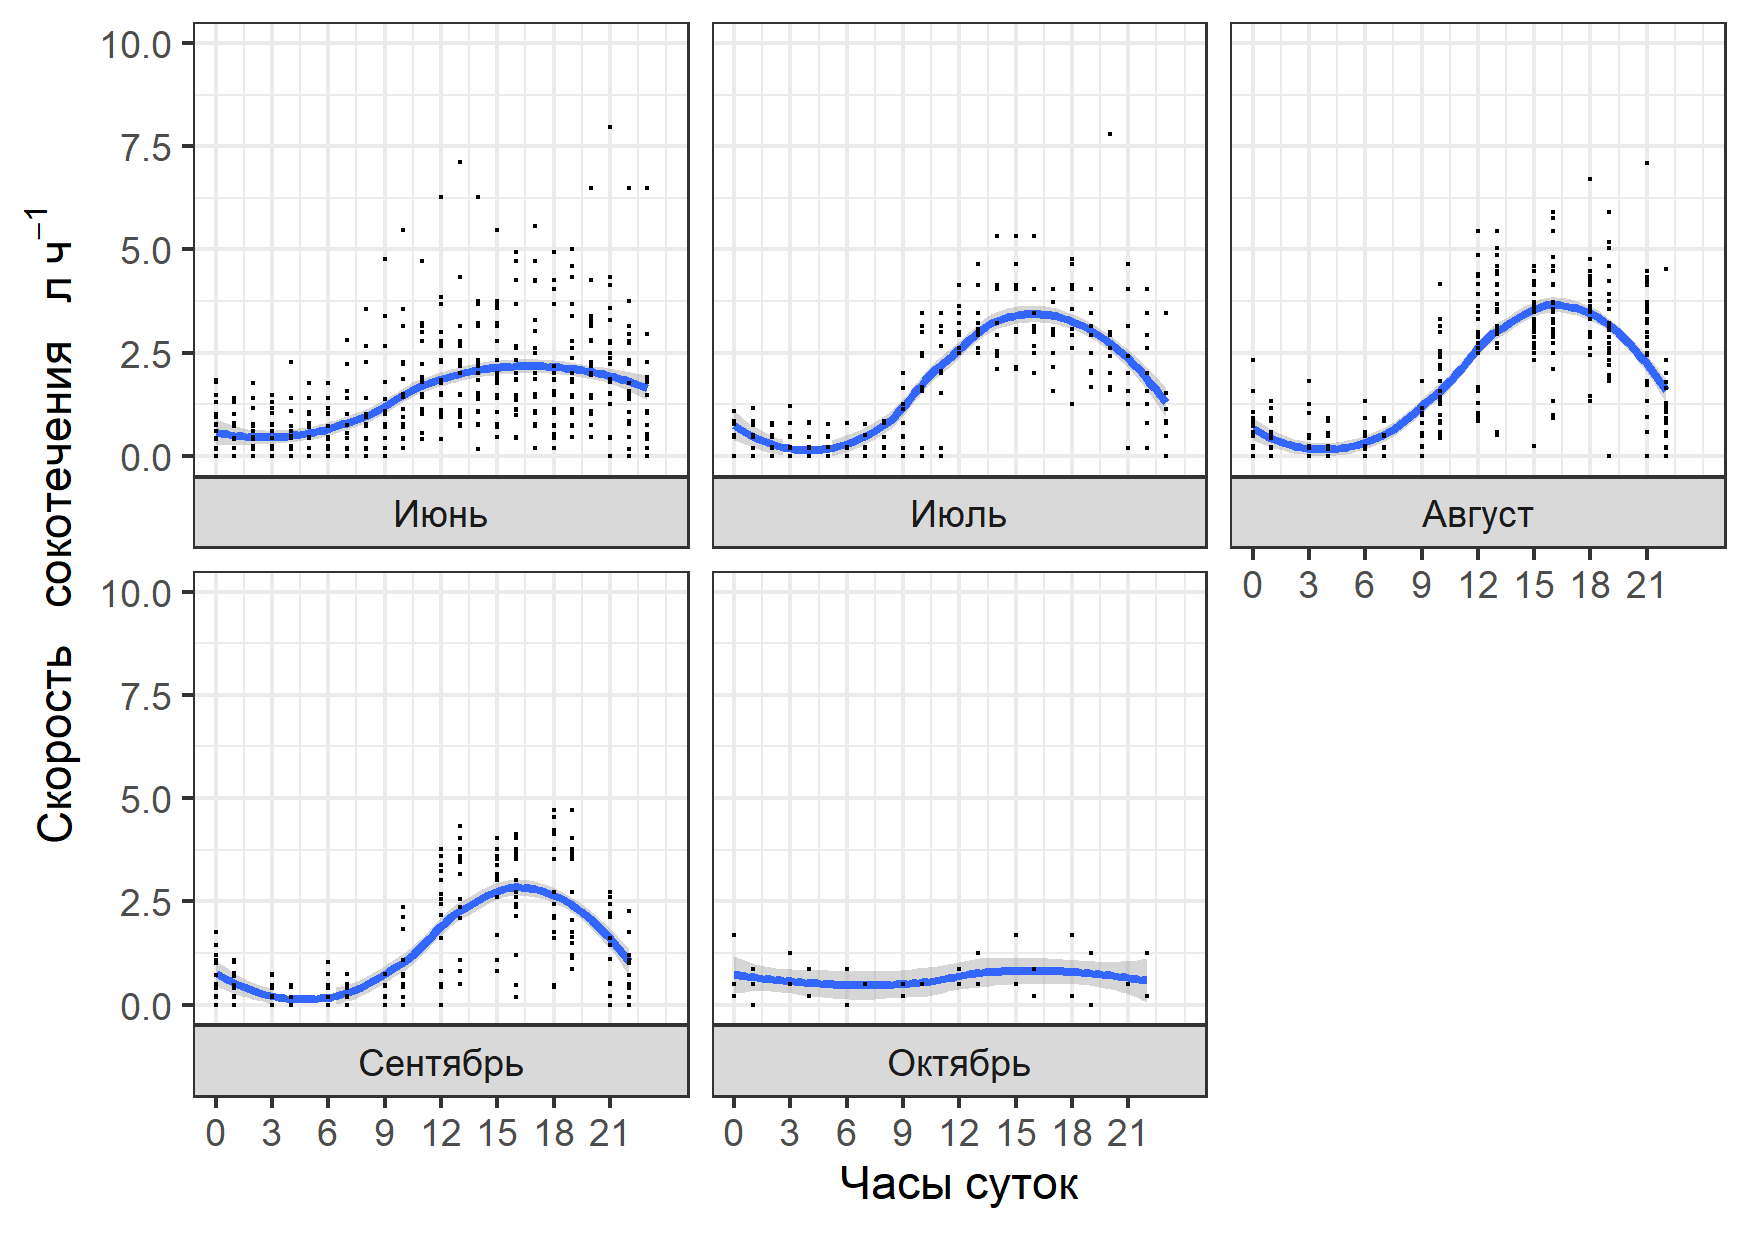 Скорость сокотечения л ч⁻¹
10.0
7.5
5.0
2.5
0.0
Июнь
Июль
Август
0 3 6 9 12 15 18 21
10.0
7.5
5.0
2.5
0.0
Сентябрь
Октябрь
0 3 6 9 12 15 18 21
0 3 6 9 12 15 18 21
Часы суток